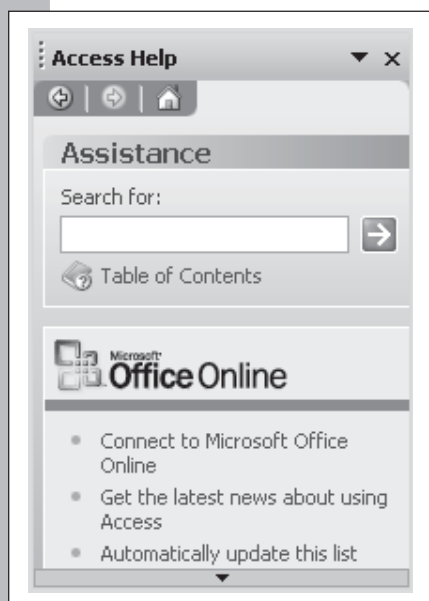 Access Help
Assistance
Search for:
Table of Contents
Microsoft
Office Online
Connect to Microsoft Office
Online
Get the latest news about using
Access
Automatically update this list